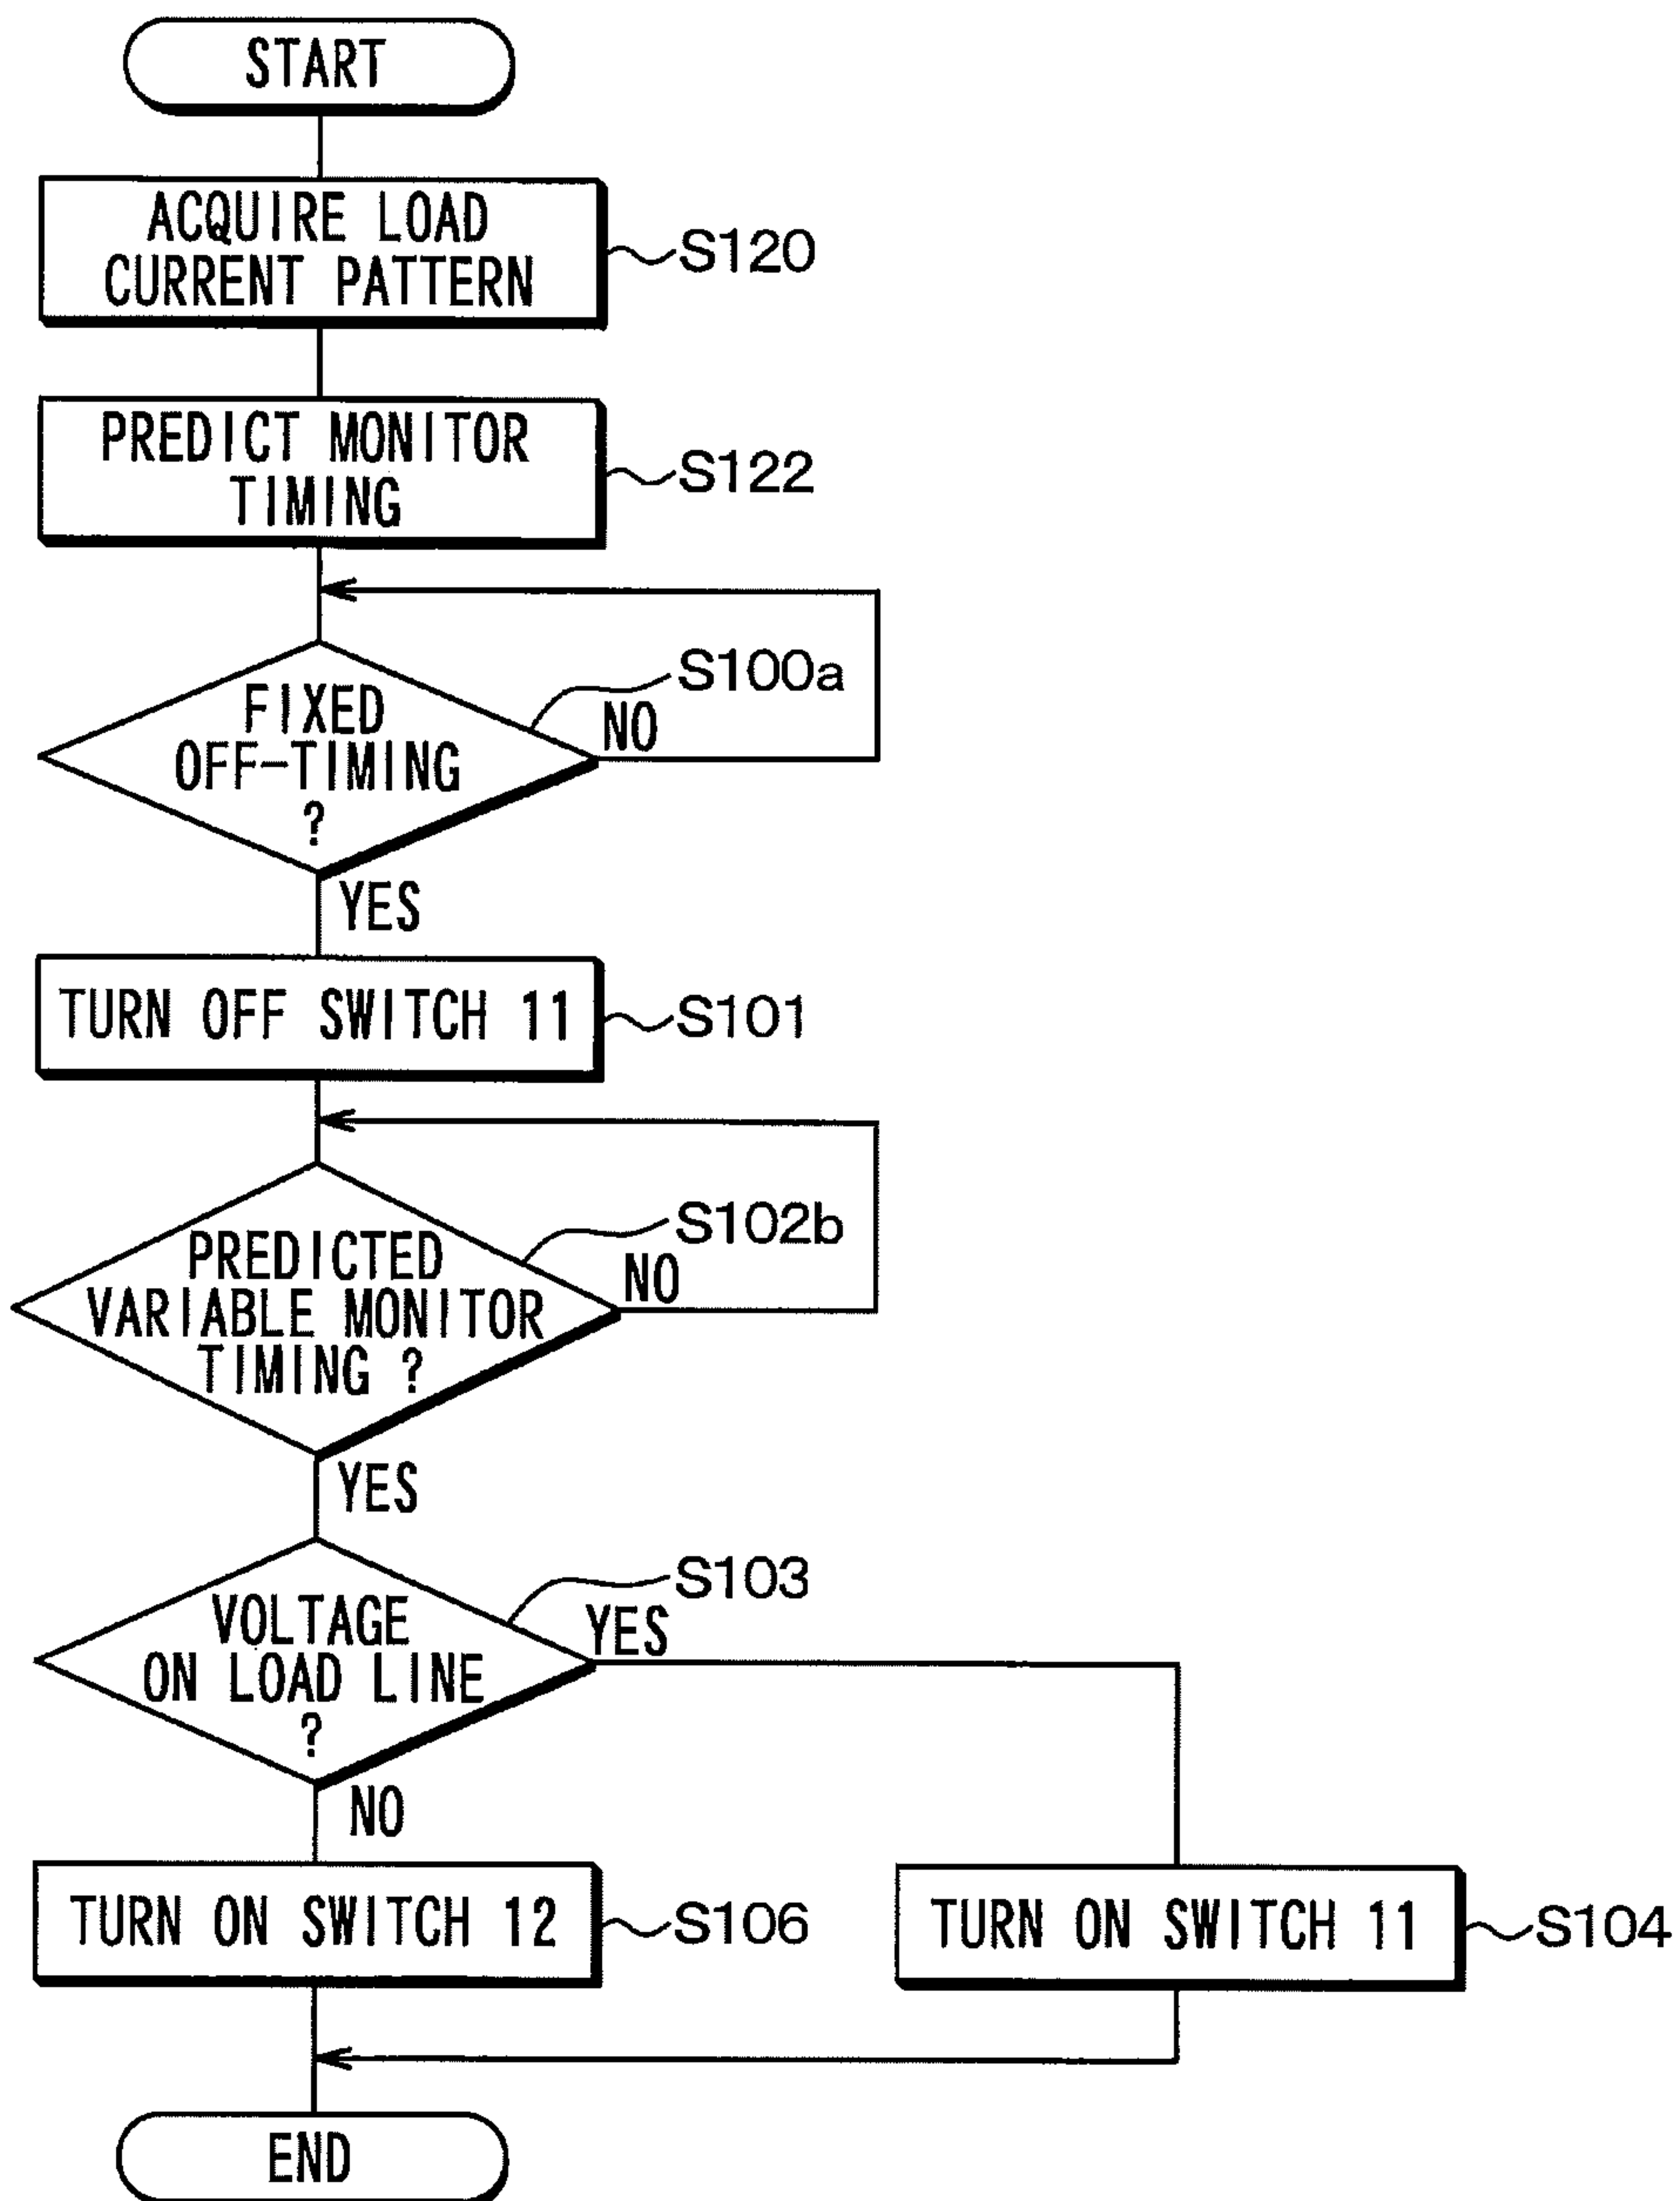 START
ACQUIRE LOAD
CURRENT PATTERN
S120
PREDICT MONITOR
TIMING
S122
S100a
FIXED
OFF-TIMING
?
NO
YES
TURN OFF SWITCH 11
S101
S102b
PREDICTED
VARIABLE MONITOR
TIMING ?
NO
YES
S103
VOLTAGE
ON LOAD LINE
?
YES
NO
TURN ON SWITCH 12
S106
TURN ON SWITCH 11
S104
END